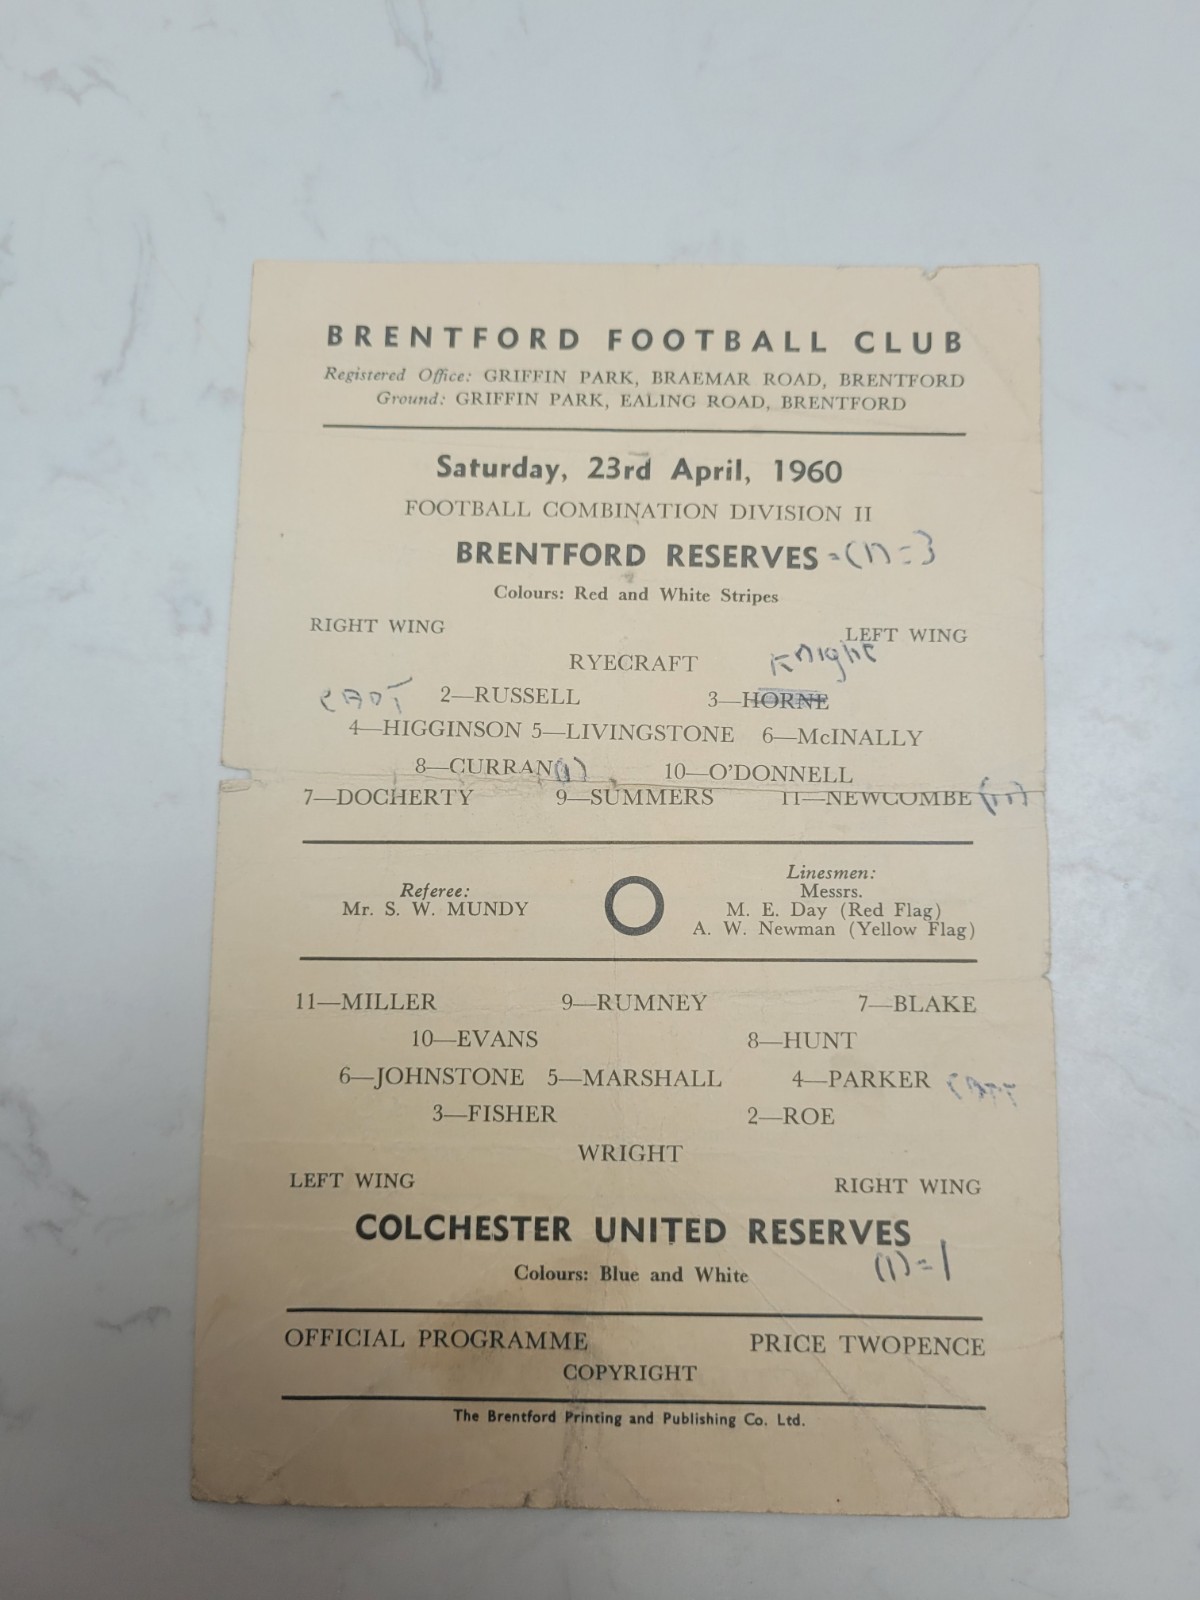 BRENTFORD FOOTBALL CLUB
Registered Office: GRIFFIN PARK, BRAEMAR ROAD, BRENTFORD
Ground: GRIFFIN PARK, EALING ROAD, BRENTFORD
Saturday, 23rd April, 1960
FOOTBALL COMBINATION DIVISION II
BRENTFORD RESERVES =(1)=3
Colours: Red and White Stripes
RIGHT WING LEFT WING
RYECRAFT Knight
2—RUSSELL 3—HORNE
4—HIGGINSON 5—LIVINGSTONE 6—McINALLY
8—CURRAN (1) 10—O'DONNELL
7—DOCHERTY 9—SUMMERS 11—NEWCOMBE
Referee:
Mr. S. W. MUNDY
Linesmen:
Messrs.
M. E. Day (Red Flag)
A. W. Newman (Yellow Flag)
11—MILLER 9—RUMNEY 7—BLAKE
10—EVANS 8—HUNT
6—JOHNSTONE 5—MARSHALL 4—PARKER
3—FISHER 2—ROE
WRIGHT
LEFT WING RIGHT WING
COLCHESTER UNITED RESERVES
(1)=1
Colours: Blue and White
OFFICIAL PROGRAMME PRICE TWOPENCE
COPYRIGHT
The Brentford Printing and Publishing Co. Ltd.